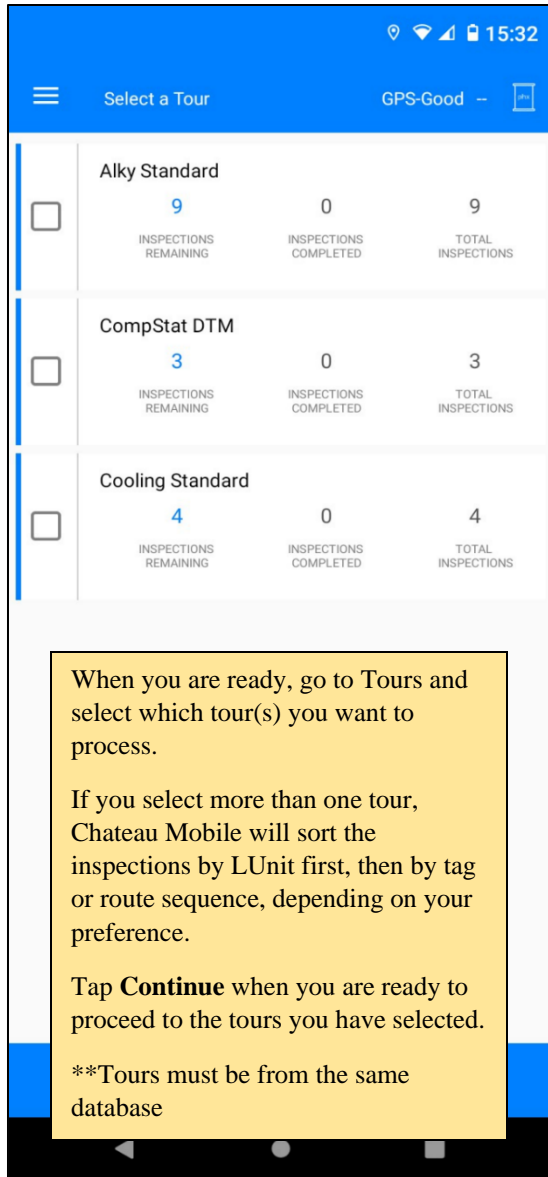 15:32
Select a Tour GPS-Good --
Alky Standard
9 0 9
INSPECTIONS REMAINING INSPECTIONS COMPLETED TOTAL INSPECTIONS
CompStat DTM
3 0 3
INSPECTIONS REMAINING INSPECTIONS COMPLETED TOTAL INSPECTIONS
Cooling Standard
4 0 4
INSPECTIONS REMAINING INSPECTIONS COMPLETED TOTAL INSPECTIONS
When you are ready, go to Tours and
select which tour(s) you want to
process.
If you select more than one tour,
Chateau Mobile will sort the
inspections by LUnit first, then by tag
or route sequence, depending on your
preference.
Tap Continue when you are ready to
proceed to the tours you have selected.
**Tours must be from the same
database